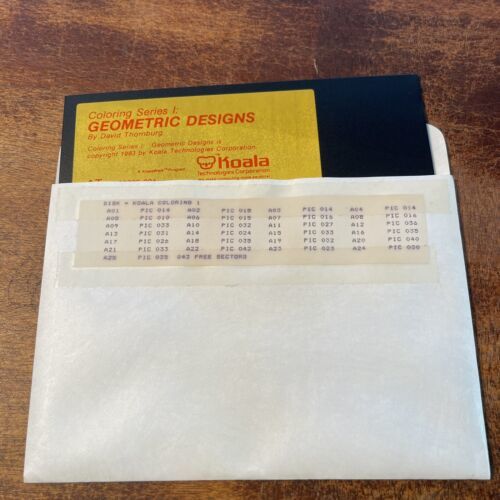 Coloring Series I:
GEOMETRIC DESIGNS
By David Thornburg
Coloring Series I: Geometric Designs is
copyright 1983 by Koala Technologies Corporation.
Koala
Technologies Corporation
DISK = KOALA COLORING 1
A01 PIC 014 A02 PIC 018 A03 PIC 014 A04 PIC 014
A05 PIC 010 A06 PIC 015 A07 PIC 016 A08 PIC 016
A09 PIC 033 A10 PIC 032 A11 PIC 027 A12 PIC 036
A13 PIC 031 A14 PIC 024 A15 PIC 033 A16 PIC 035
A17 PIC 026 A18 PIC 035 A19 PIC 032 A20 PIC 040
A21 PIC 033 A22 PIC 042 A23 PIC 023 A24 PIC
A25 PIC 035 043 FREE SECTORS